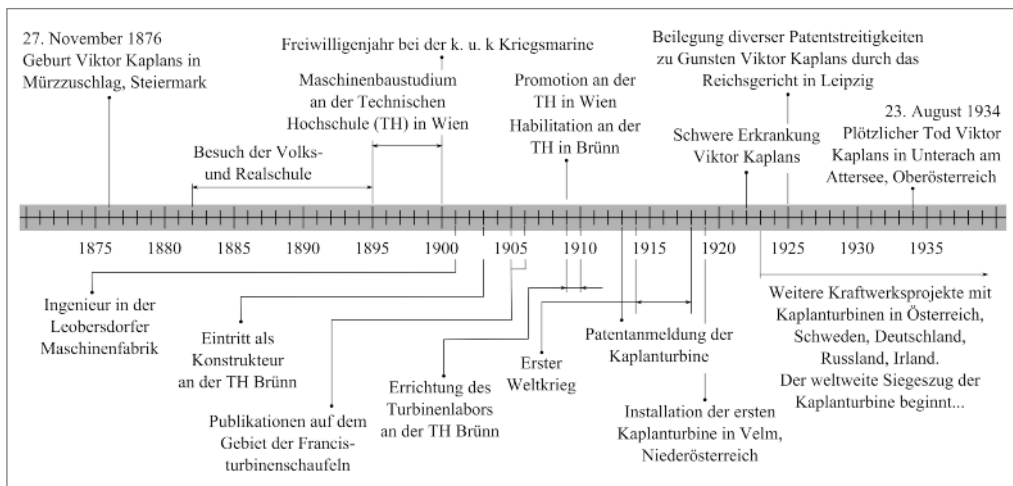 27. November 1876
Geburt Viktor Kaplans in
Mürzzuschlag, Steiermark
Besuch der Volks-
und Realschule
Freiwilligenjahr bei der k. u. k Kriegsmarine
Maschinenbaustudium
an der Technischen
Hochschule (TH) in Wien
Promotion an der
TH in Wien
Habilitation an der
TH in Brünn
Beilegung diverser Patentstreitigkeiten
zu Gunsten Viktor Kaplans durch das
Reichsgericht in Leipzig
Schwere Erkrankung
Viktor Kaplans
23. August 1934
Plötzlicher Tod Viktor
Kaplans in Unterach am
Attersee, Oberösterreich
1875 1880 1885 1890 1895 1900 1905 1910 1915 1920 1925 1930 1935
Ingenieur in der
Leobersdorfer
Maschinenfabrik
Eintritt als
Konstrukteur
an der TH Brünn
Publikationen auf dem
Gebiet der Francis-
turbinenschaufeln
Errichtung des
Turbinenlabors
an der TH Brünn
Erster
Weltkrieg
Patentanmeldung der
Kaplanturbine
Installation der ersten
Kaplanturbine in Velm,
Niederösterreich
Weitere Kraftwerksprojekte mit
Kaplanturbinen in Österreich,
Schweden, Deutschland,
Russland, Irland.
Der weltweite Siegeszug der
Kaplanturbine beginnt...